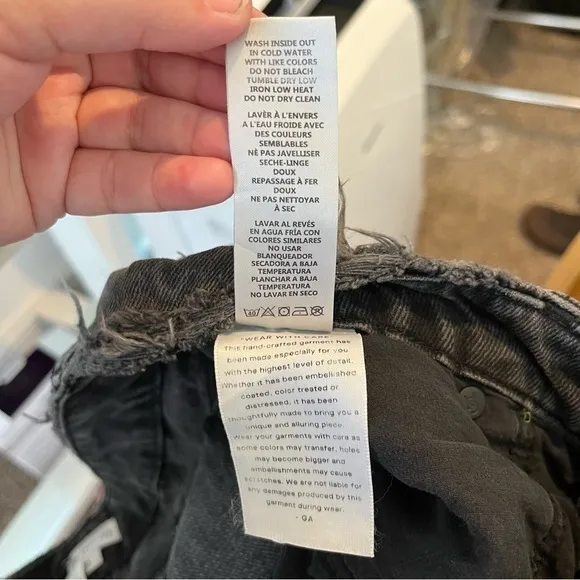 WASH INSIDE OUT
IN COLD WATER
WITH LIKE COLORS
DO NOT BLEACH
TUMBLE DRY LOW
IRON LOW HEAT
DO NOT DRY CLEAN
LAVÈR À L'ENVERS
A L'EAU FROIDE AVEC
DES COULEURS
SEMBLABLES
NÈ PAS JAVELLISER
SECHE-LINGE
DOUX
REPASSAGE À FER
DOUX
NE PAS NETTOYAR
À SEC
LAVAR AL REVÉS
EN AGUA FRÍA CON
COLORES SIMILARES
NO USAR
BLANQUEADOR
SECADORA A BAJA
TEMPERATURA
PLANCHAR A BAJA
TEMPERATURA
NO LAVAR EN SECO
"WEAR WITH CARE"
This hand-crafted garment has
been made especially for you
with the highest level of detail.
Whether it has been embellished,
coated, color treated or
distressed, it has been
thoughtfully made to bring you a
unique and alluring piece.
Wear your garments with care as
some colors may transfer, holes
may become bigger and
embellishments may cause
scratches. We are not liable for
any damages produced by this
garment during wear.
- GA